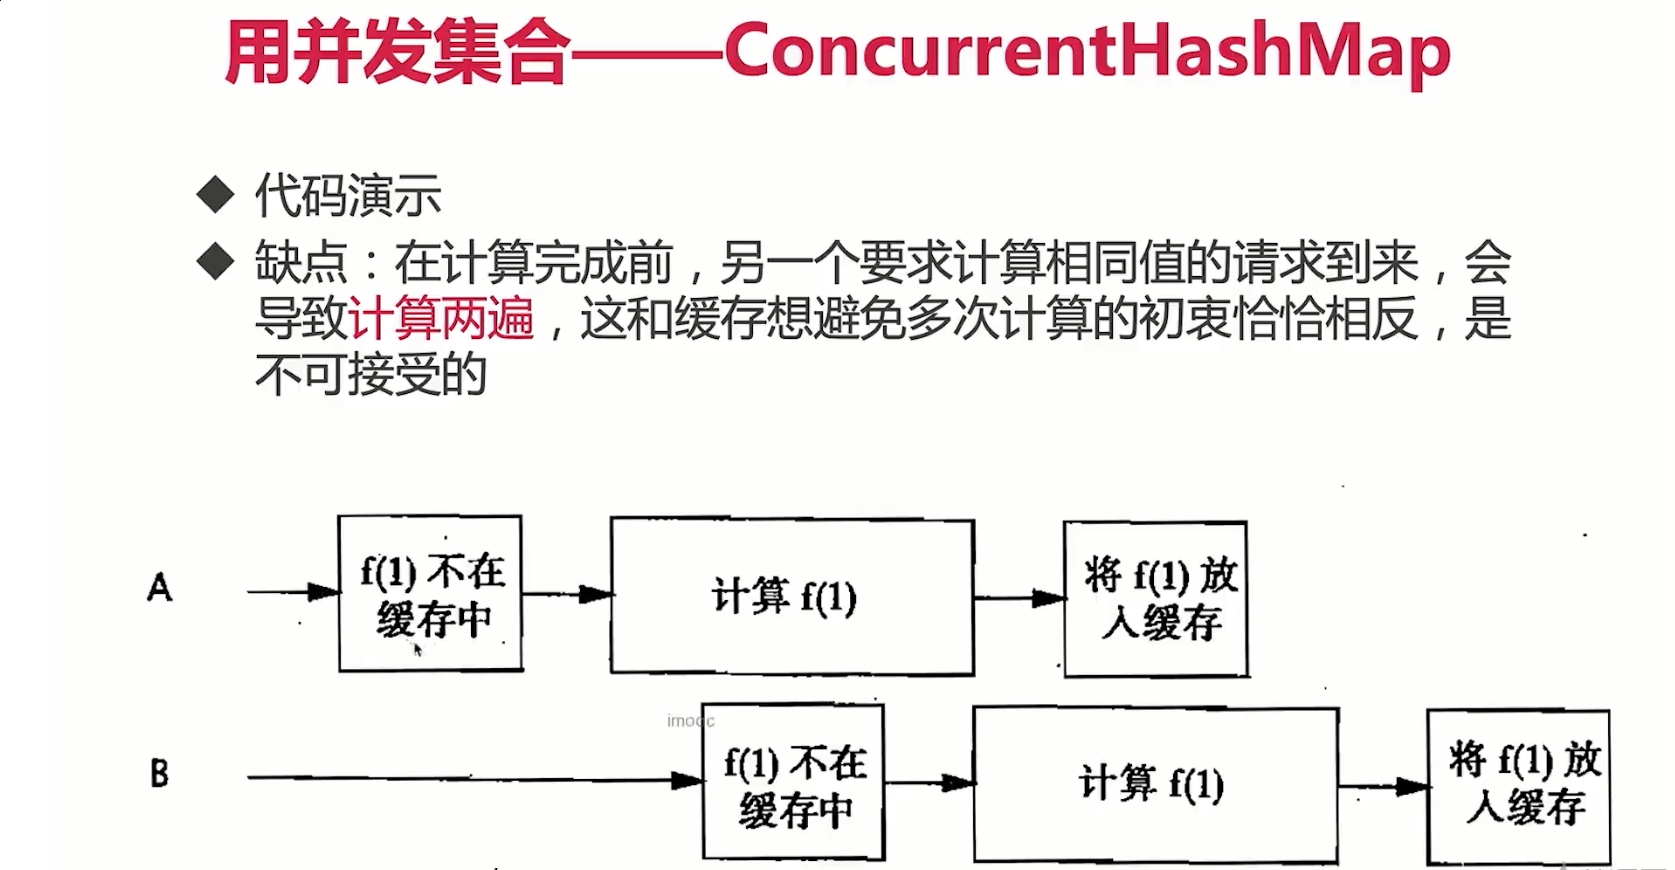 用并发集合——ConcurrentHashMap
代码演示
缺点：在计算完成前，另一个要求计算相同值的请求到来，会
导致计算两遍，这和缓存想避免多次计算的初衷恰恰相反，是
不可接受的
A
f(1) 不在
缓存中
计算 f(1)
将 f(1) 放
入缓存
imooc
B
f(1) 不在
缓存中
计算 f(1)
将 f(1) 放
入缓存